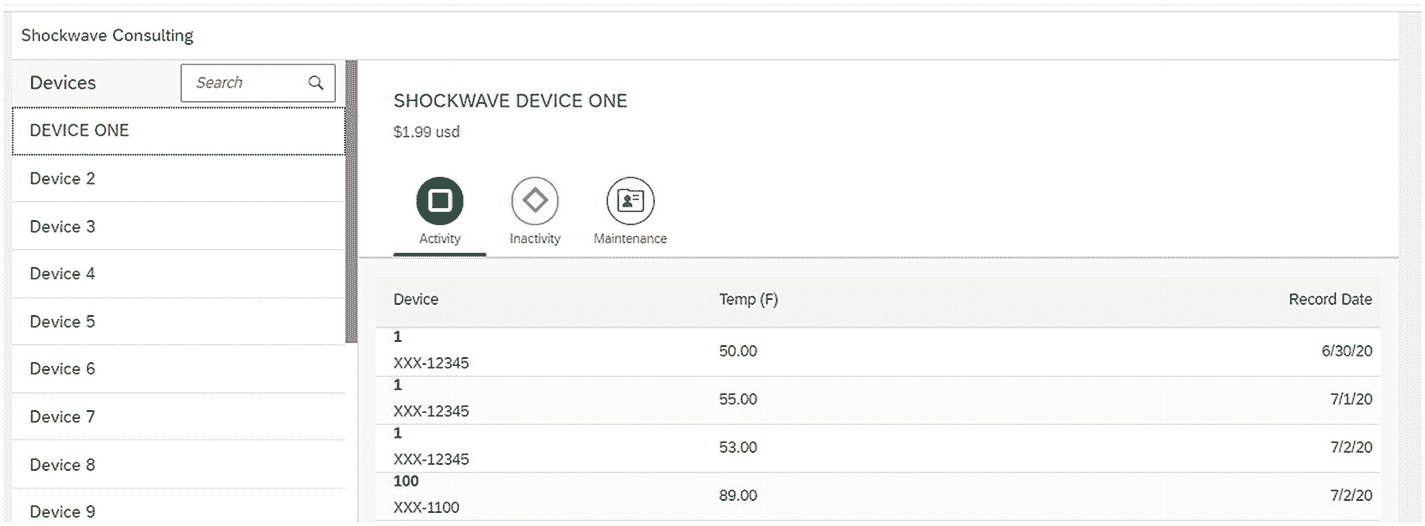 Shockwave Consulting
Devices
Search
DEVICE ONE
Device 2
Device 3
Device 4
Device 5
Device 6
Device 7
Device 8
Device 9
SHOCKWAVE DEVICE ONE
$1.99 usd
Activity Inactivity Maintenance
Device Temp (F) Record Date
1
XXX-12345 50.00 6/30/20
1
XXX-12345 55.00 7/1/20
1
XXX-12345 53.00 7/2/20
100
XXX-1100 89.00 7/2/20